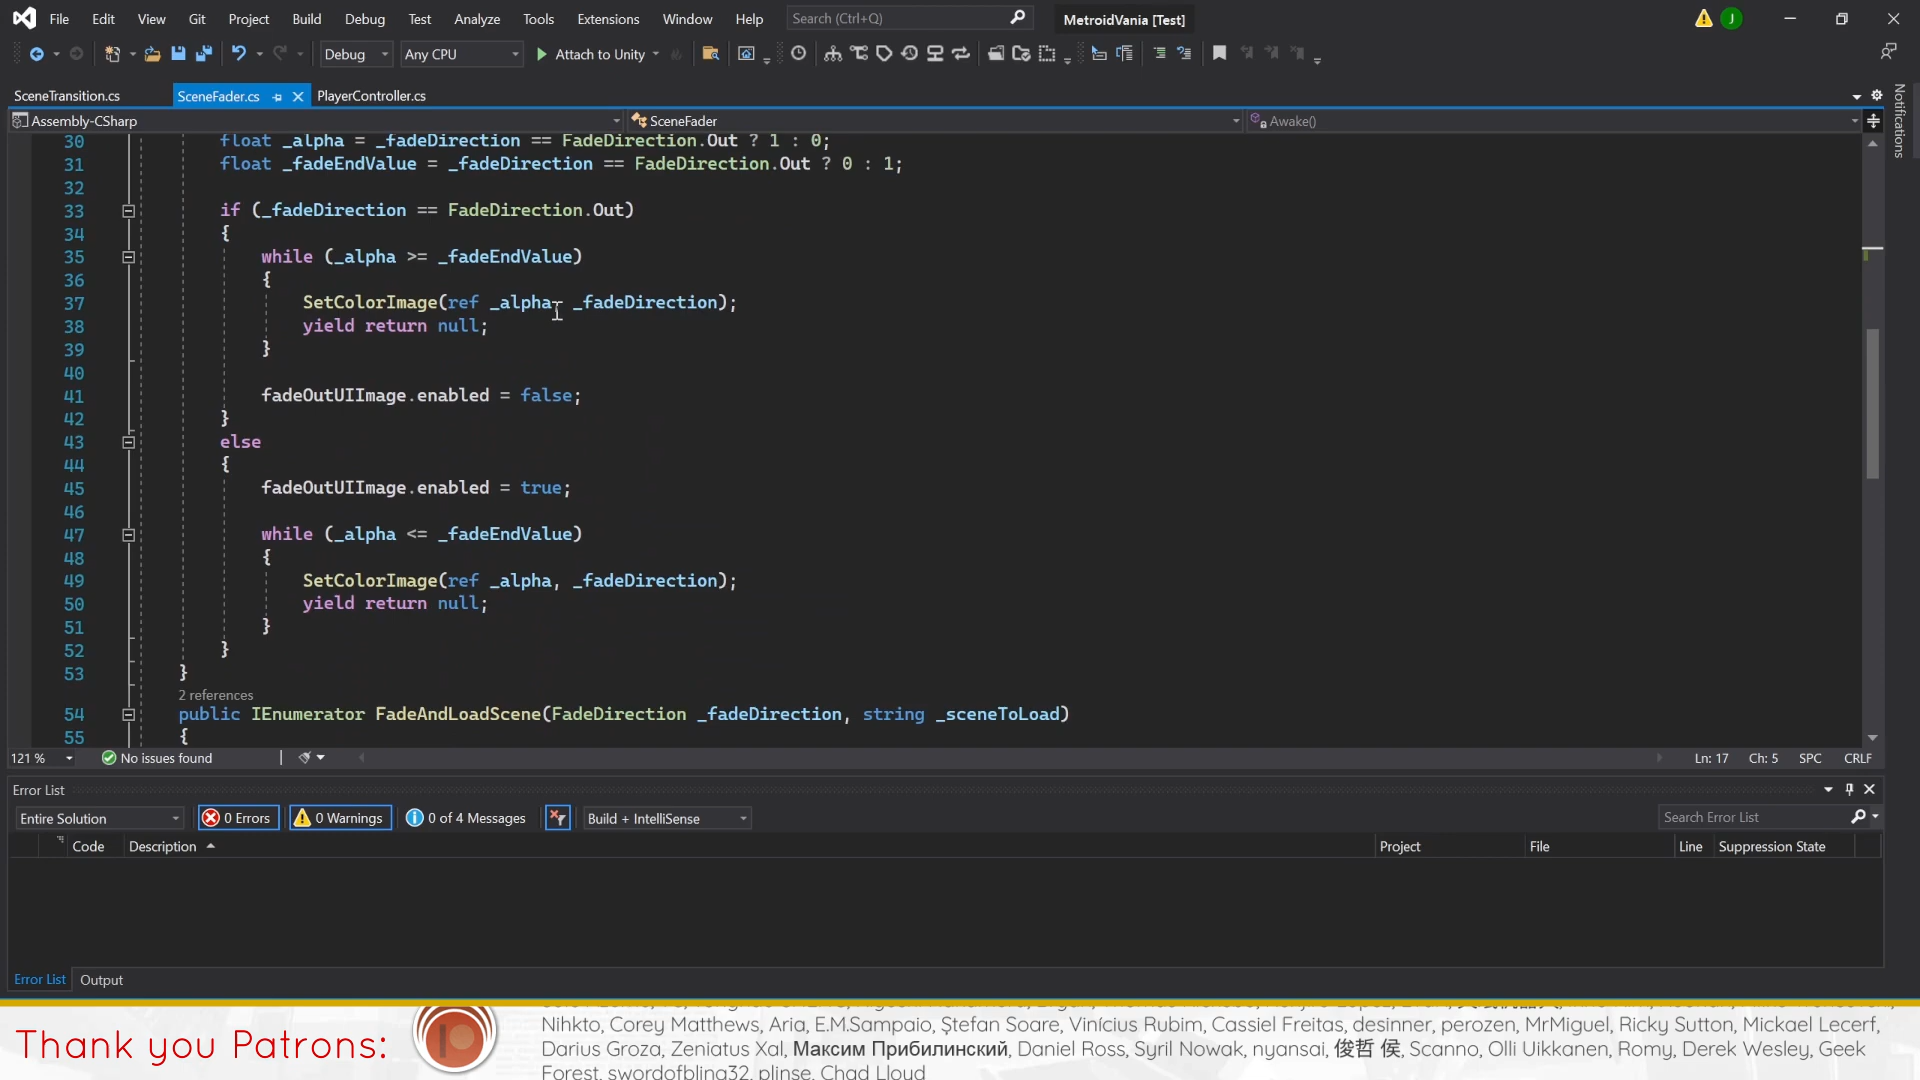 File Edit View Git Project Build Debug Test Analyze Tools Extensions Window Help Search (Ctrl+Q) MetroidVania [Test] J
Debug Any CPU Attach to Unity
SceneTransition.cs SceneFader.cs PlayerController.cs
Notifications
Assembly-CSharp SceneFader Awake()
30 float _alpha = _fadeDirection == FadeDirection.Out ? 1 : 0;
31 float _fadeEndValue = _fadeDirection == FadeDirection.Out ? 0 : 1;
32
33 if (_fadeDirection == FadeDirection.Out)
34 {
35 while (_alpha >= _fadeEndValue)
36 {
37 SetColorImage(ref _alpha, _fadeDirection);
38 yield return null;
39 }
40
41 fadeOutUIImage.enabled = false;
42 }
43 else
44 {
45 fadeOutUIImage.enabled = true;
46
47 while (_alpha <= _fadeEndValue)
48 {
49 SetColorImage(ref _alpha, _fadeDirection);
50 yield return null;
51 }
52 }
53 }
2 references
54 public IEnumerator FadeAndLoadScene(FadeDirection _fadeDirection, string _sceneToLoad)
55 {
121 % No issues found Ln: 17 Ch: 5 SPC CRLF
Error List
Entire Solution 0 Errors 0 Warnings 0 of 4 Messages Build + IntelliSense Search Error List
Code Description Project File Line Suppression State
Error List Output
Thank you Patrons:
Nihkto, Corey Matthews, Aria, E.M.Sampaio, Ştefan Soare, Vinícius Rubim, Cassiel Freitas, desinner, perozen, MrMiguel, Ricky Sutton, Mickael Lecerf,
Darius Groza, Zeniatus Xal, Максим Прибилинский, Daniel Ross, Syril Nowak, nyansai, 俊哲 侯, Scanno, Olli Uikkanen, Romy, Derek Wesley, Geek
Forest, swordofbling32, plinse, Chad Lloud